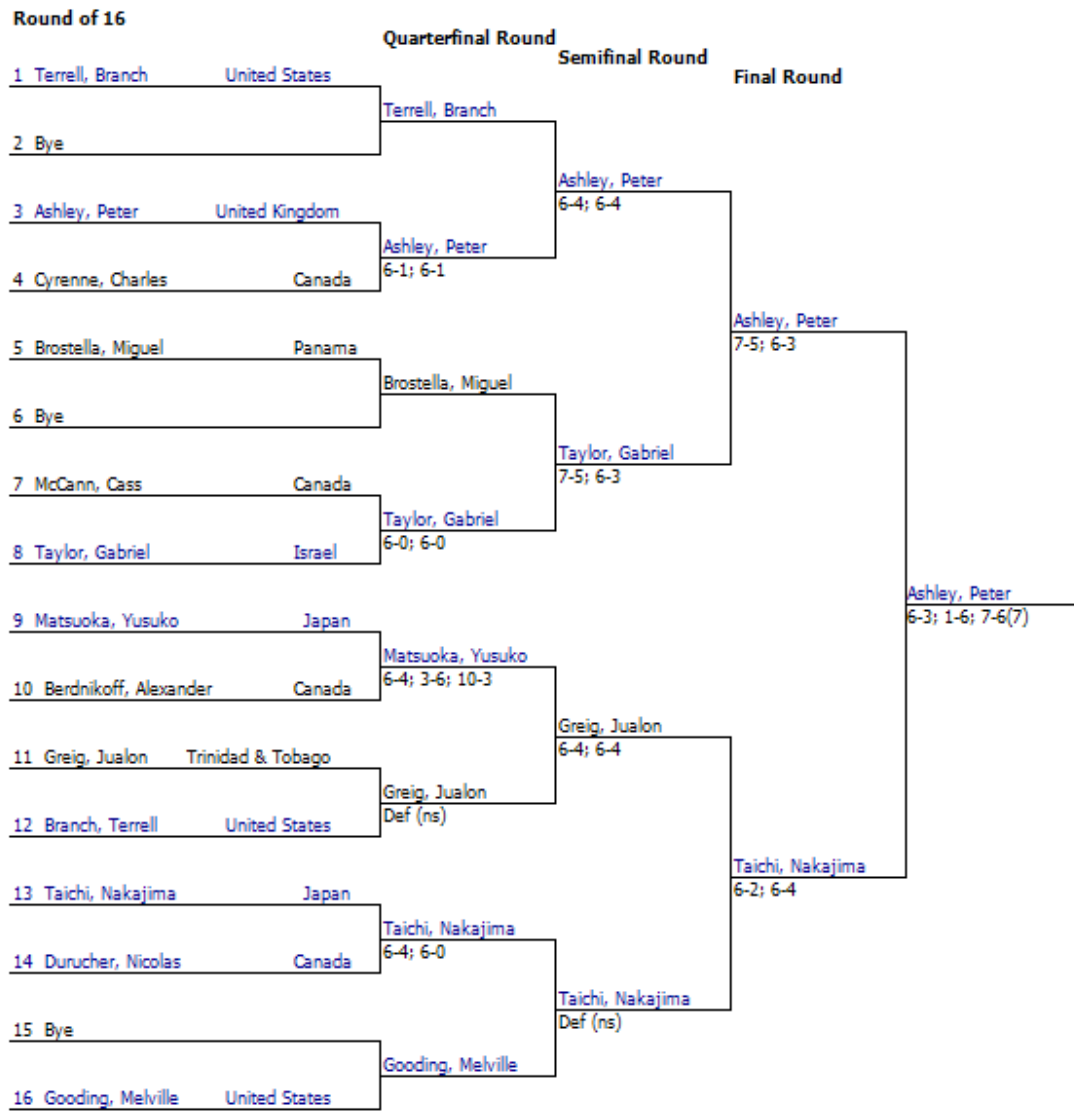 Round of 16
Quarterfinal Round
Semifinal Round
Final Round
1 Terrell, Branch United States
Terrell, Branch
2 Bye
Ashley, Peter
6-4; 6-4
3 Ashley, Peter United Kingdom
Ashley, Peter
6-1; 6-1
4 Cyrenne, Charles Canada
Ashley, Peter
7-5; 6-3
5 Brostella, Miguel Panama
Brostella, Miguel
6 Bye
Taylor, Gabriel
7-5; 6-3
7 McCann, Cass Canada
Taylor, Gabriel
6-0; 6-0
8 Taylor, Gabriel Israel
Ashley, Peter
6-3; 1-6; 7-6(7)
9 Matsuoka, Yusuko Japan
Matsuoka, Yusuko
6-4; 3-6; 10-3
10 Berdnikoff, Alexander Canada
Greig, Jualon
6-4; 6-4
11 Greig, Jualon Trinidad & Tobago
Greig, Jualon
Def (ns)
12 Branch, Terrell United States
Taichi, Nakajima
6-2; 6-4
13 Taichi, Nakajima Japan
Taichi, Nakajima
6-4; 6-0
14 Durucher, Nicolas Canada
Taichi, Nakajima
Def (ns)
15 Bye
Gooding, Melville
16 Gooding, Melville United States